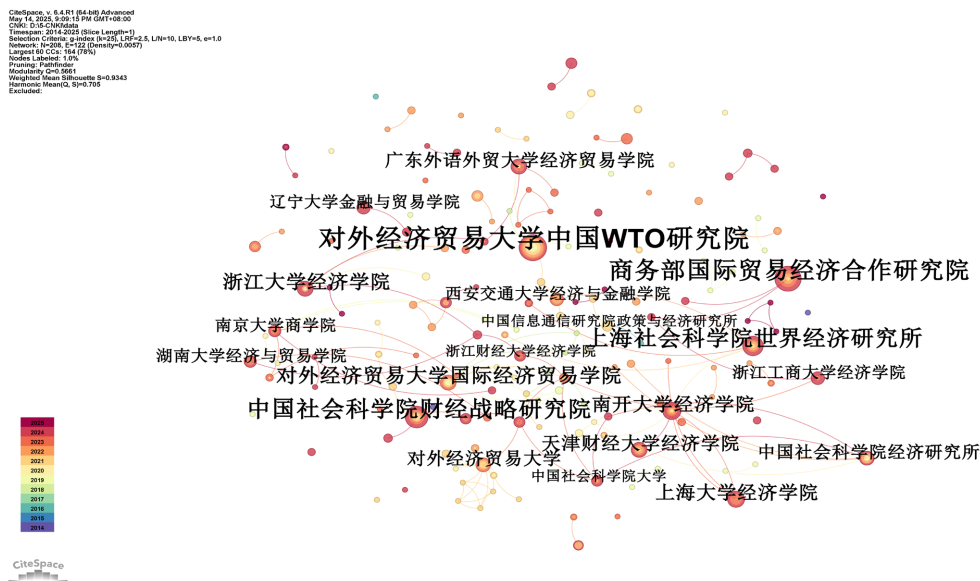 CiteSpace, v. 6.4.R1 (64-bit) Advanced
May 14, 2025, 9:09:15 PM GMT+08:00
CNKI: D:\5-CNKI\data
Timespan: 2014-2025 (Slice Length=1)
Selection Criteria: g-index (k=25), LRF=2.5, L/N=10, LBY=5, e=1.0
Network: N=208, E=122 (Density=0.0057)
Largest 60 CCs: 164 (78%)
Nodes Labeled: 1.0%
Pruning: Pathfinder
Modularity Q=0.5661
Weighted Mean Silhouette S=0.9343
Harmonic Mean(Q, S)=0.705
Excluded:
广东外语外贸大学经济贸易学院
辽宁大学金融与贸易学院
对外经济贸易大学中国WTO研究院
商务部国际贸易经济合作研究院
浙江大学经济学院
西安交通大学经济与金融学院
南京大学商学院
中国信息通信研究院政策与经济研究所
上海社会科学院世界经济研究所
湖南大学经济与贸易学院
浙江财经大学经济学院
对外经济贸易大学国际经济贸易学院
浙江工商大学经济学院
中国社会科学院财经战略研究院
南开大学经济学院
天津财经大学经济学院
对外经济贸易大学
中国社会科学院经济研究所
中国社会科学院大学
上海大学经济学院
2025
2024
2023
2022
2021
2020
2019
2018
2017
2016
2015
2014
CiteSpace